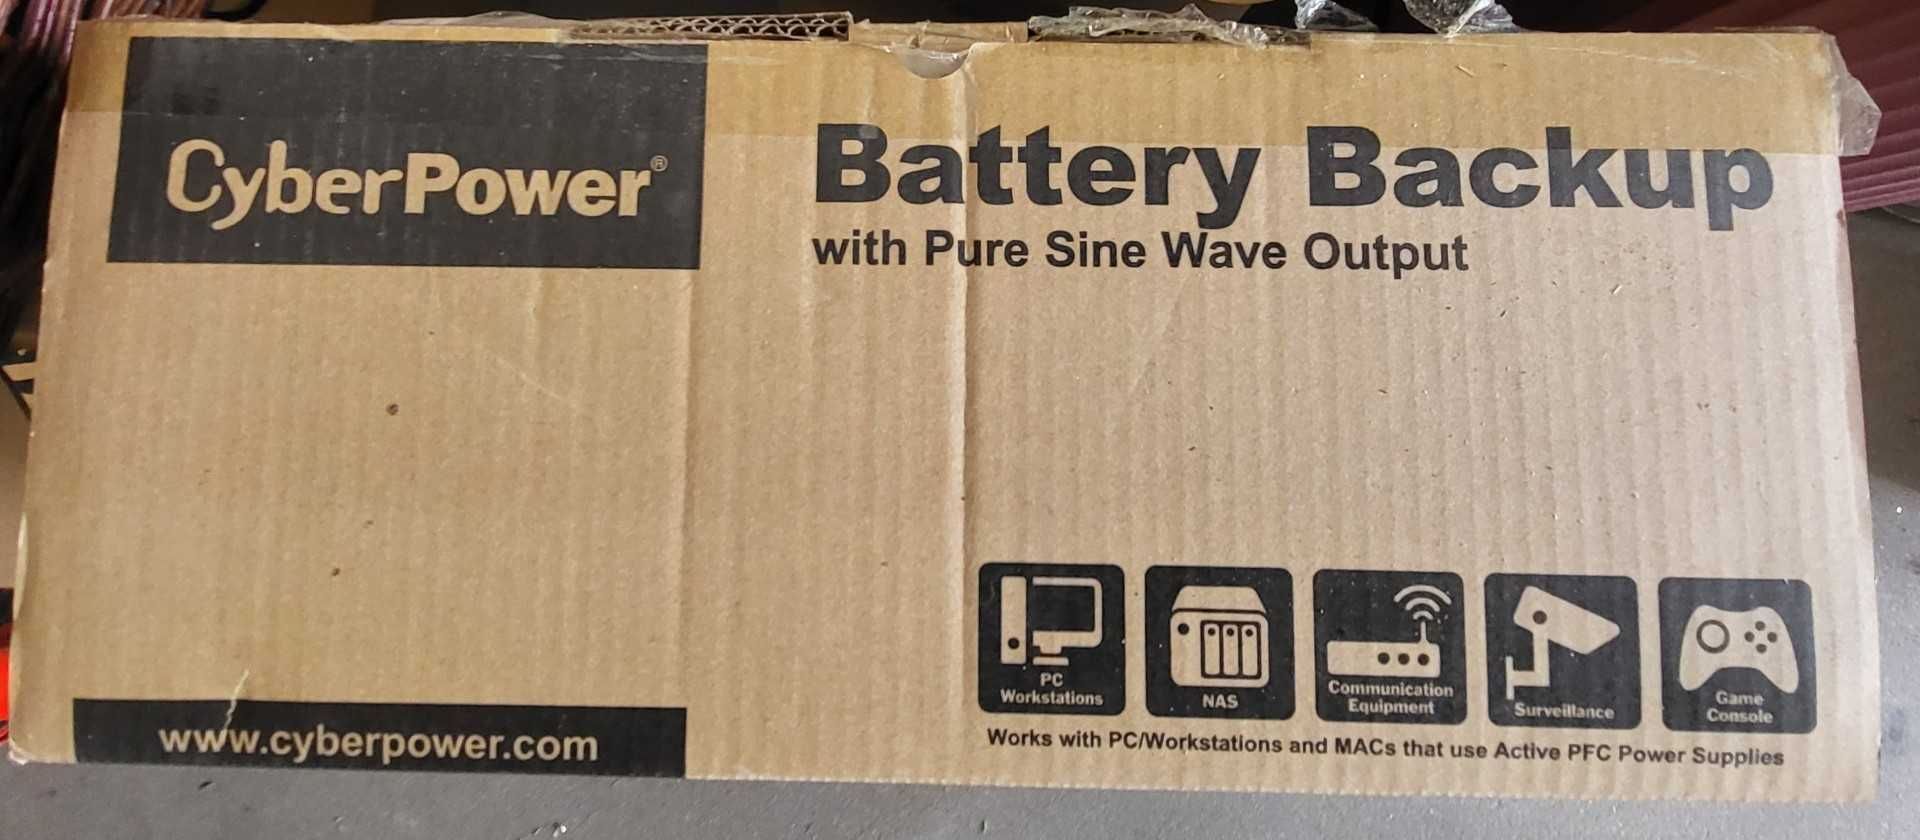 CyberPower®
Battery Backup
with Pure Sine Wave Output
PC
Workstations
NAS
Communication
Equipment
Surveillance
Game
Console
Works with PC/Workstations and MACs that use Active PFC Power Supplies
www.cyberpower.com